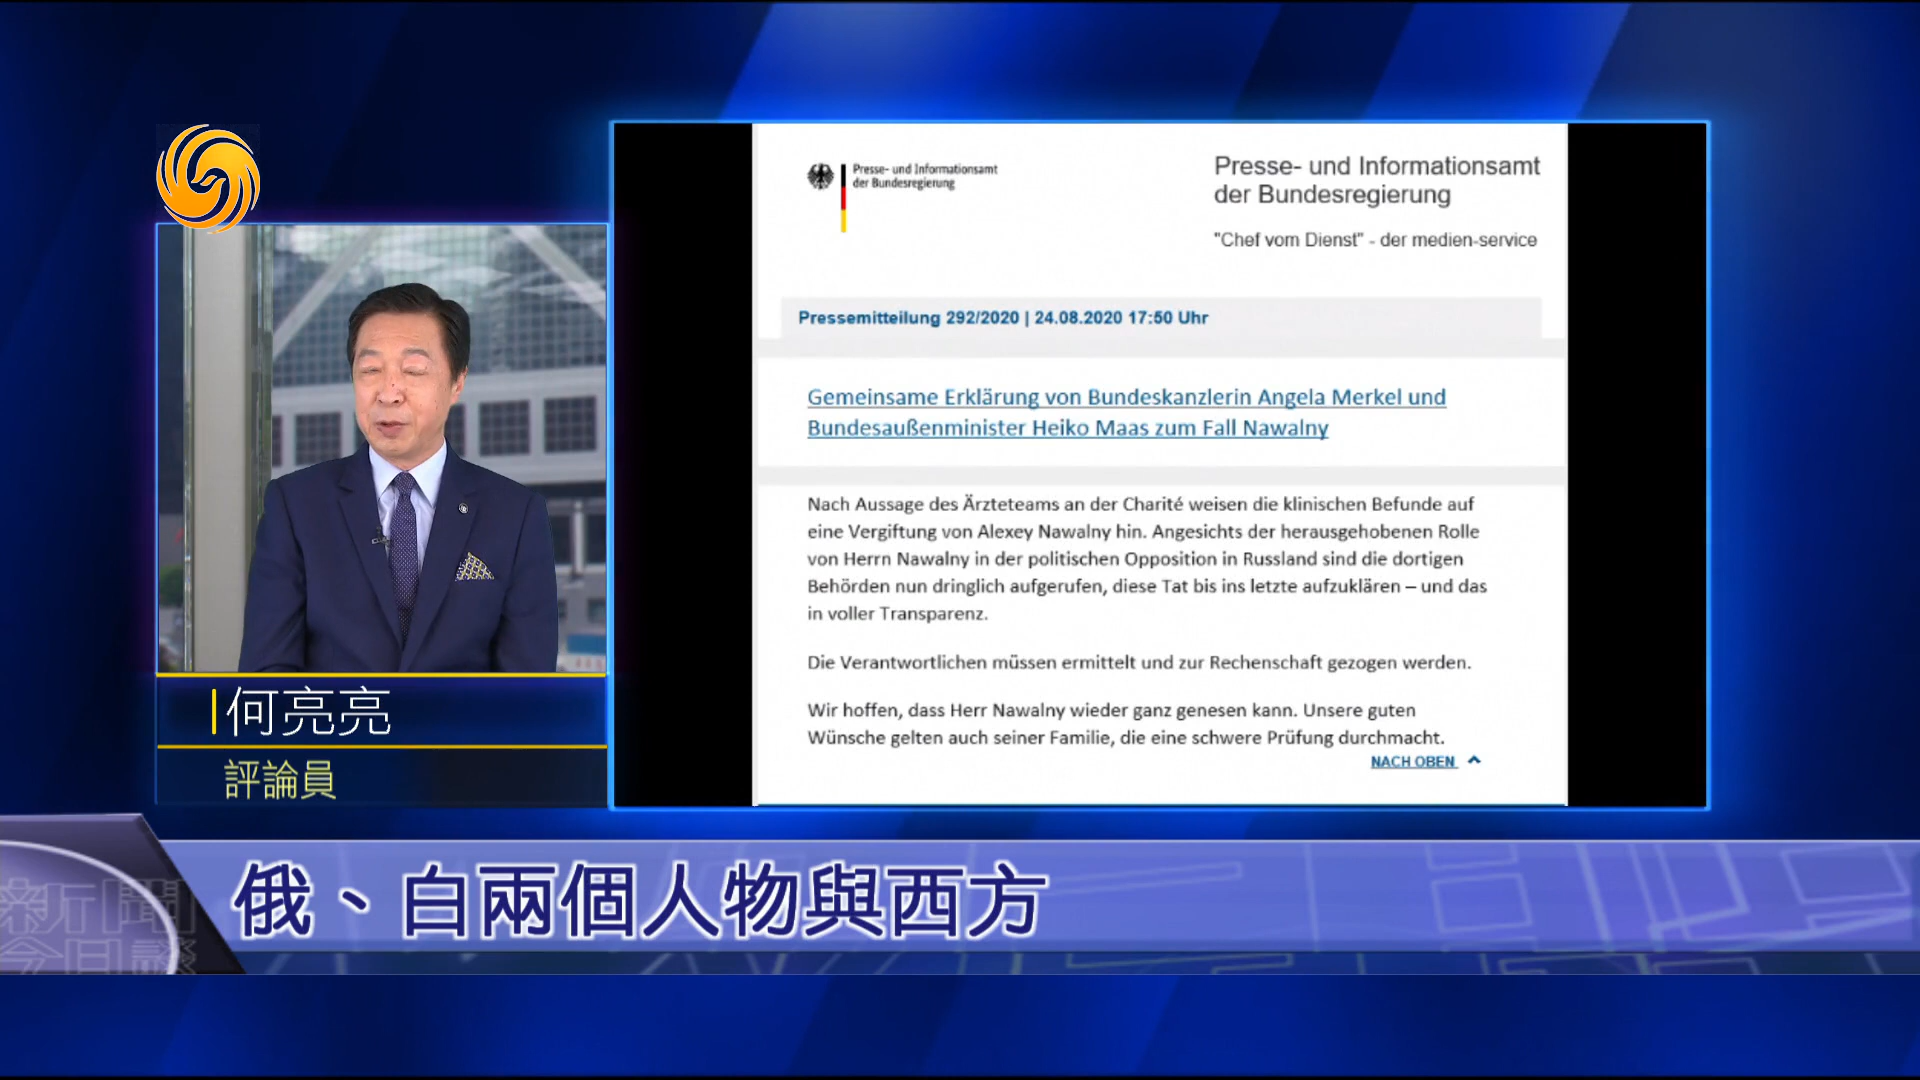 Presse- und Informationsamt
der Bundesregierung
Presse- und Informationsamt
der Bundesregierung
"Chef vom Dienst" - der medien-service
Pressemitteilung 292/2020 | 24.08.2020 17:50 Uhr
Gemeinsame Erklärung von Bundeskanzlerin Angela Merkel und
Bundesaußenminister Heiko Maas zum Fall Nawalny
Nach Aussage des Ärzteteams an der Charité weisen die klinischen Befunde auf
eine Vergiftung von Alexey Nawalny hin. Angesichts der herausgehobenen Rolle
von Herrn Nawalny in der politischen Opposition in Russland sind die dortigen
Behörden nun dringlich aufgerufen, diese Tat bis ins letzte aufzuklären – und das
in voller Transparenz.
Die Verantwortlichen müssen ermittelt und zur Rechenschaft gezogen werden.
Wir hoffen, dass Herr Nawalny wieder ganz genesen kann. Unsere guten
Wünsche gelten auch seiner Familie, die eine schwere Prüfung durchmacht.
NACH OBEN
何亮亮
評論員
俄、白兩個人物與西方
新聞
今日談